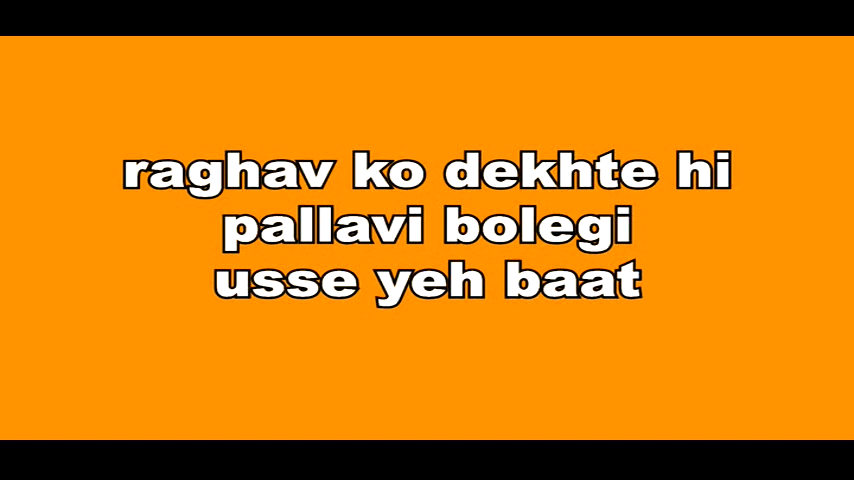 raghav ko dekhte hi
pallavi bolegi
usse yeh baat